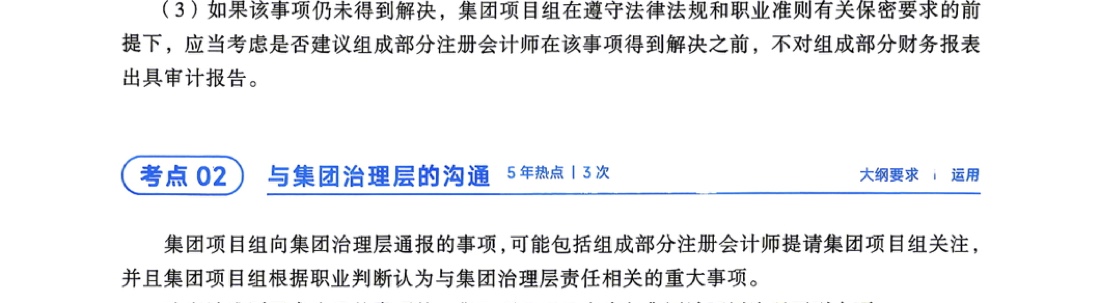 （3）如果该事项仍未得到解决，集团项目组在遵守法律法规和职业准则有关保密要求的前
提下，应当考虑是否建议组成部分注册会计师在该事项得到解决之前，不对组成部分财务报表
出具审计报告。
考点 02 与集团治理层的沟通 5年热点 | 3次 大纲要求 | 运用
集团项目组向集团治理层通报的事项，可能包括组成部分注册会计师提请集团项目组关注，
并且集团项目组根据职业判断认为与集团治理层责任相关的重大事项。